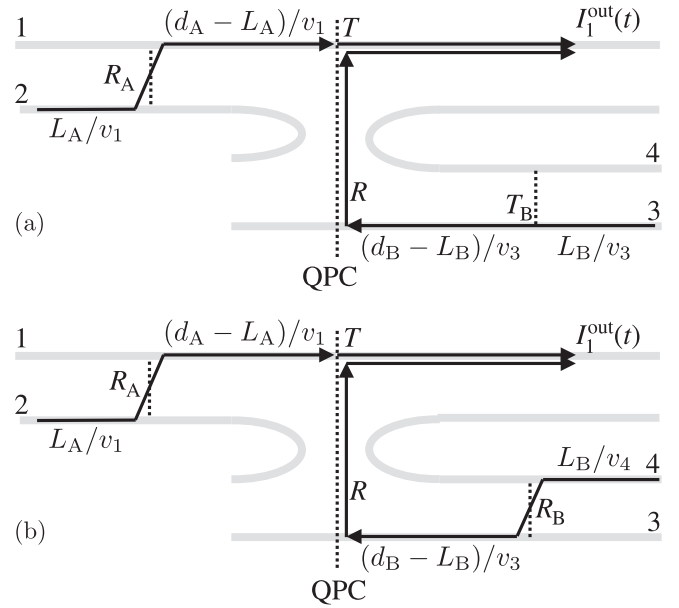 (d_A − L_A)/v_1 T I_1^out(t)
1
R_A
2
L_A/v_1
4
R T_B
(a) 3
(d_B − L_B)/v_3 L_B/v_3
QPC
(d_A − L_A)/v_1 T I_1^out(t)
1
R_A
2
L_A/v_1 L_B/v_4 4
R R_B
(b) 3
(d_B − L_B)/v_3
QPC